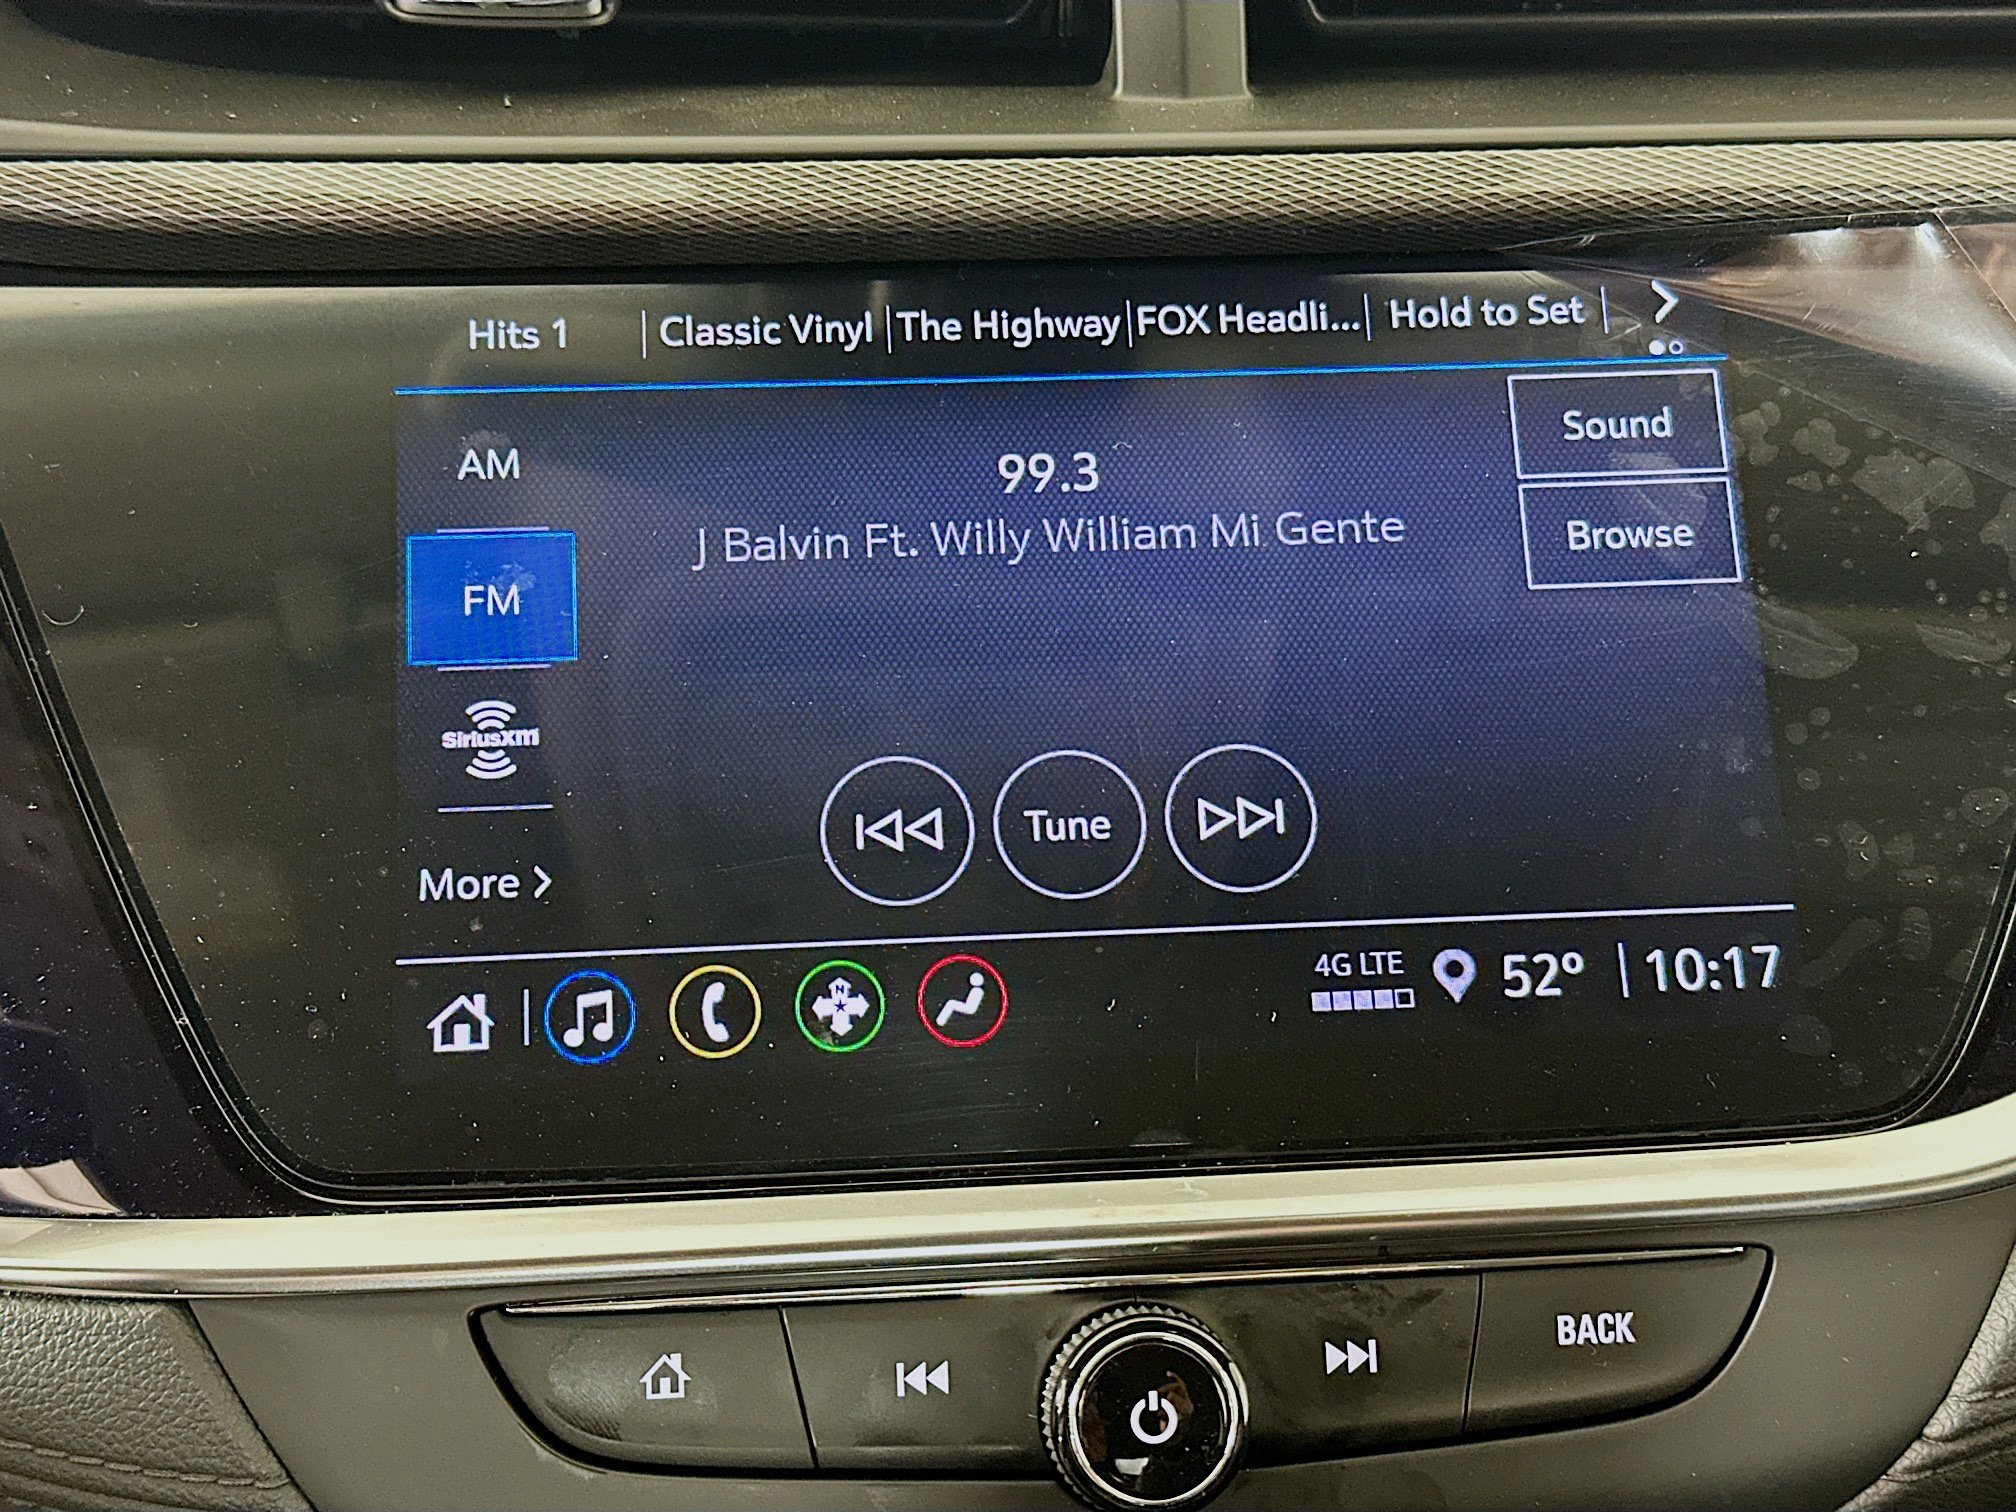 Hits 1 | Classic Vinyl | The Highway | FOX Headli... | Hold to Set |
AM
99.3
Sound
J Balvin Ft. Willy William Mi Gente
Browse
FM
SiriusXM
Tune
More >
4G LTE
52° | 10:17
N
BACK